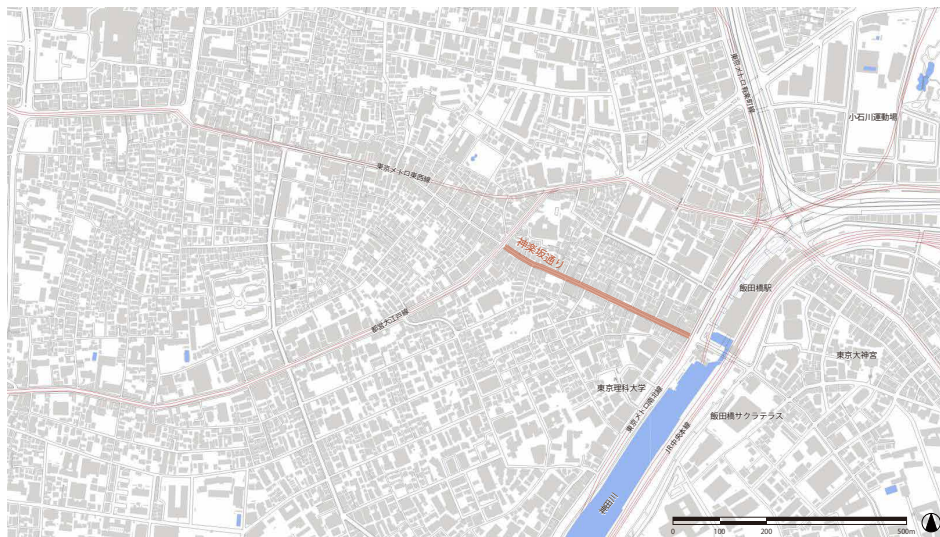 東京メトロ有楽町線
小石川運動場
東京メトロ東西線
神楽坂通り
飯田橋駅
都営大江戸線
東京大神宮
東京理科大学
東京メトロ南北線
飯田橋サクラテラス
JR中央本線
神田川
0 100 200 500m